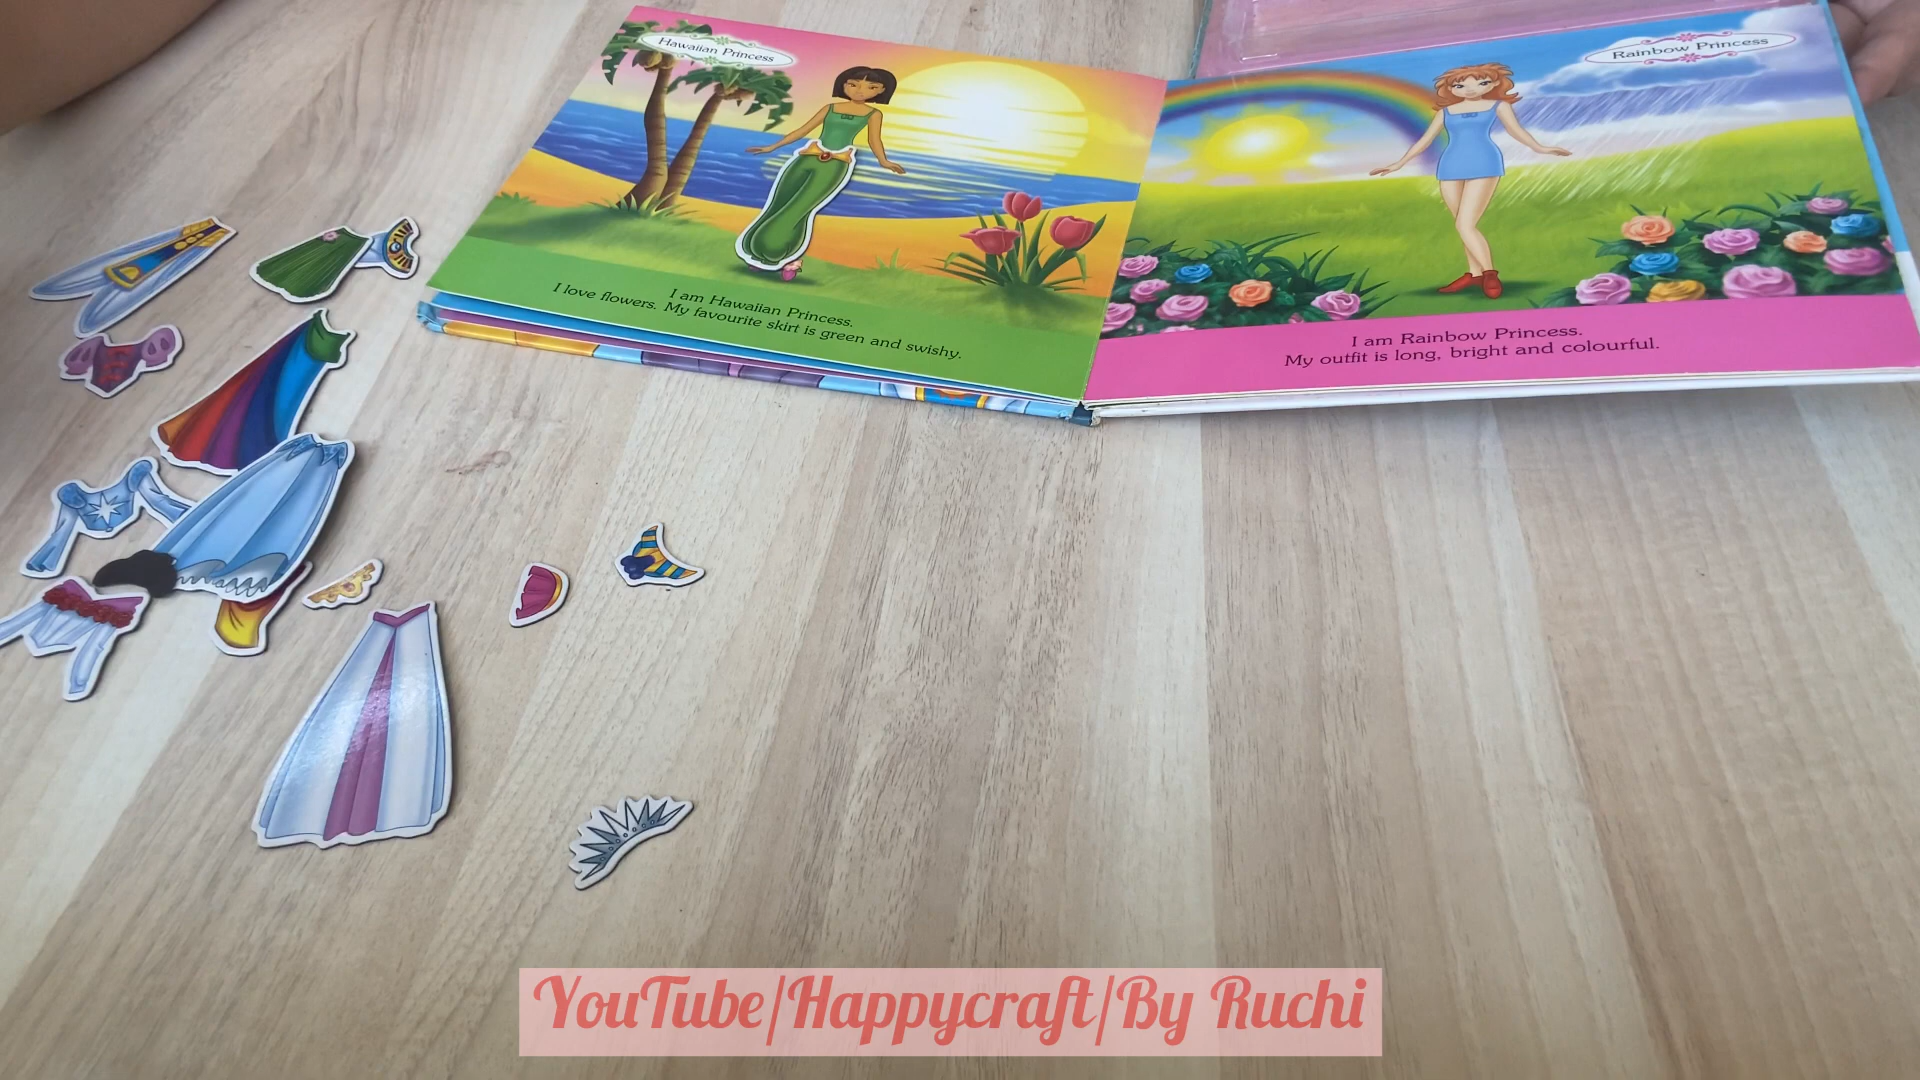 Hawaiian Princess
I am Hawaiian Princess.
I love flowers. My favourite skirt is green and swishy.
Rainbow Princess
I am Rainbow Princess.
My outfit is long, bright and colourful.
YouTube/Happycraft/By Ruchi